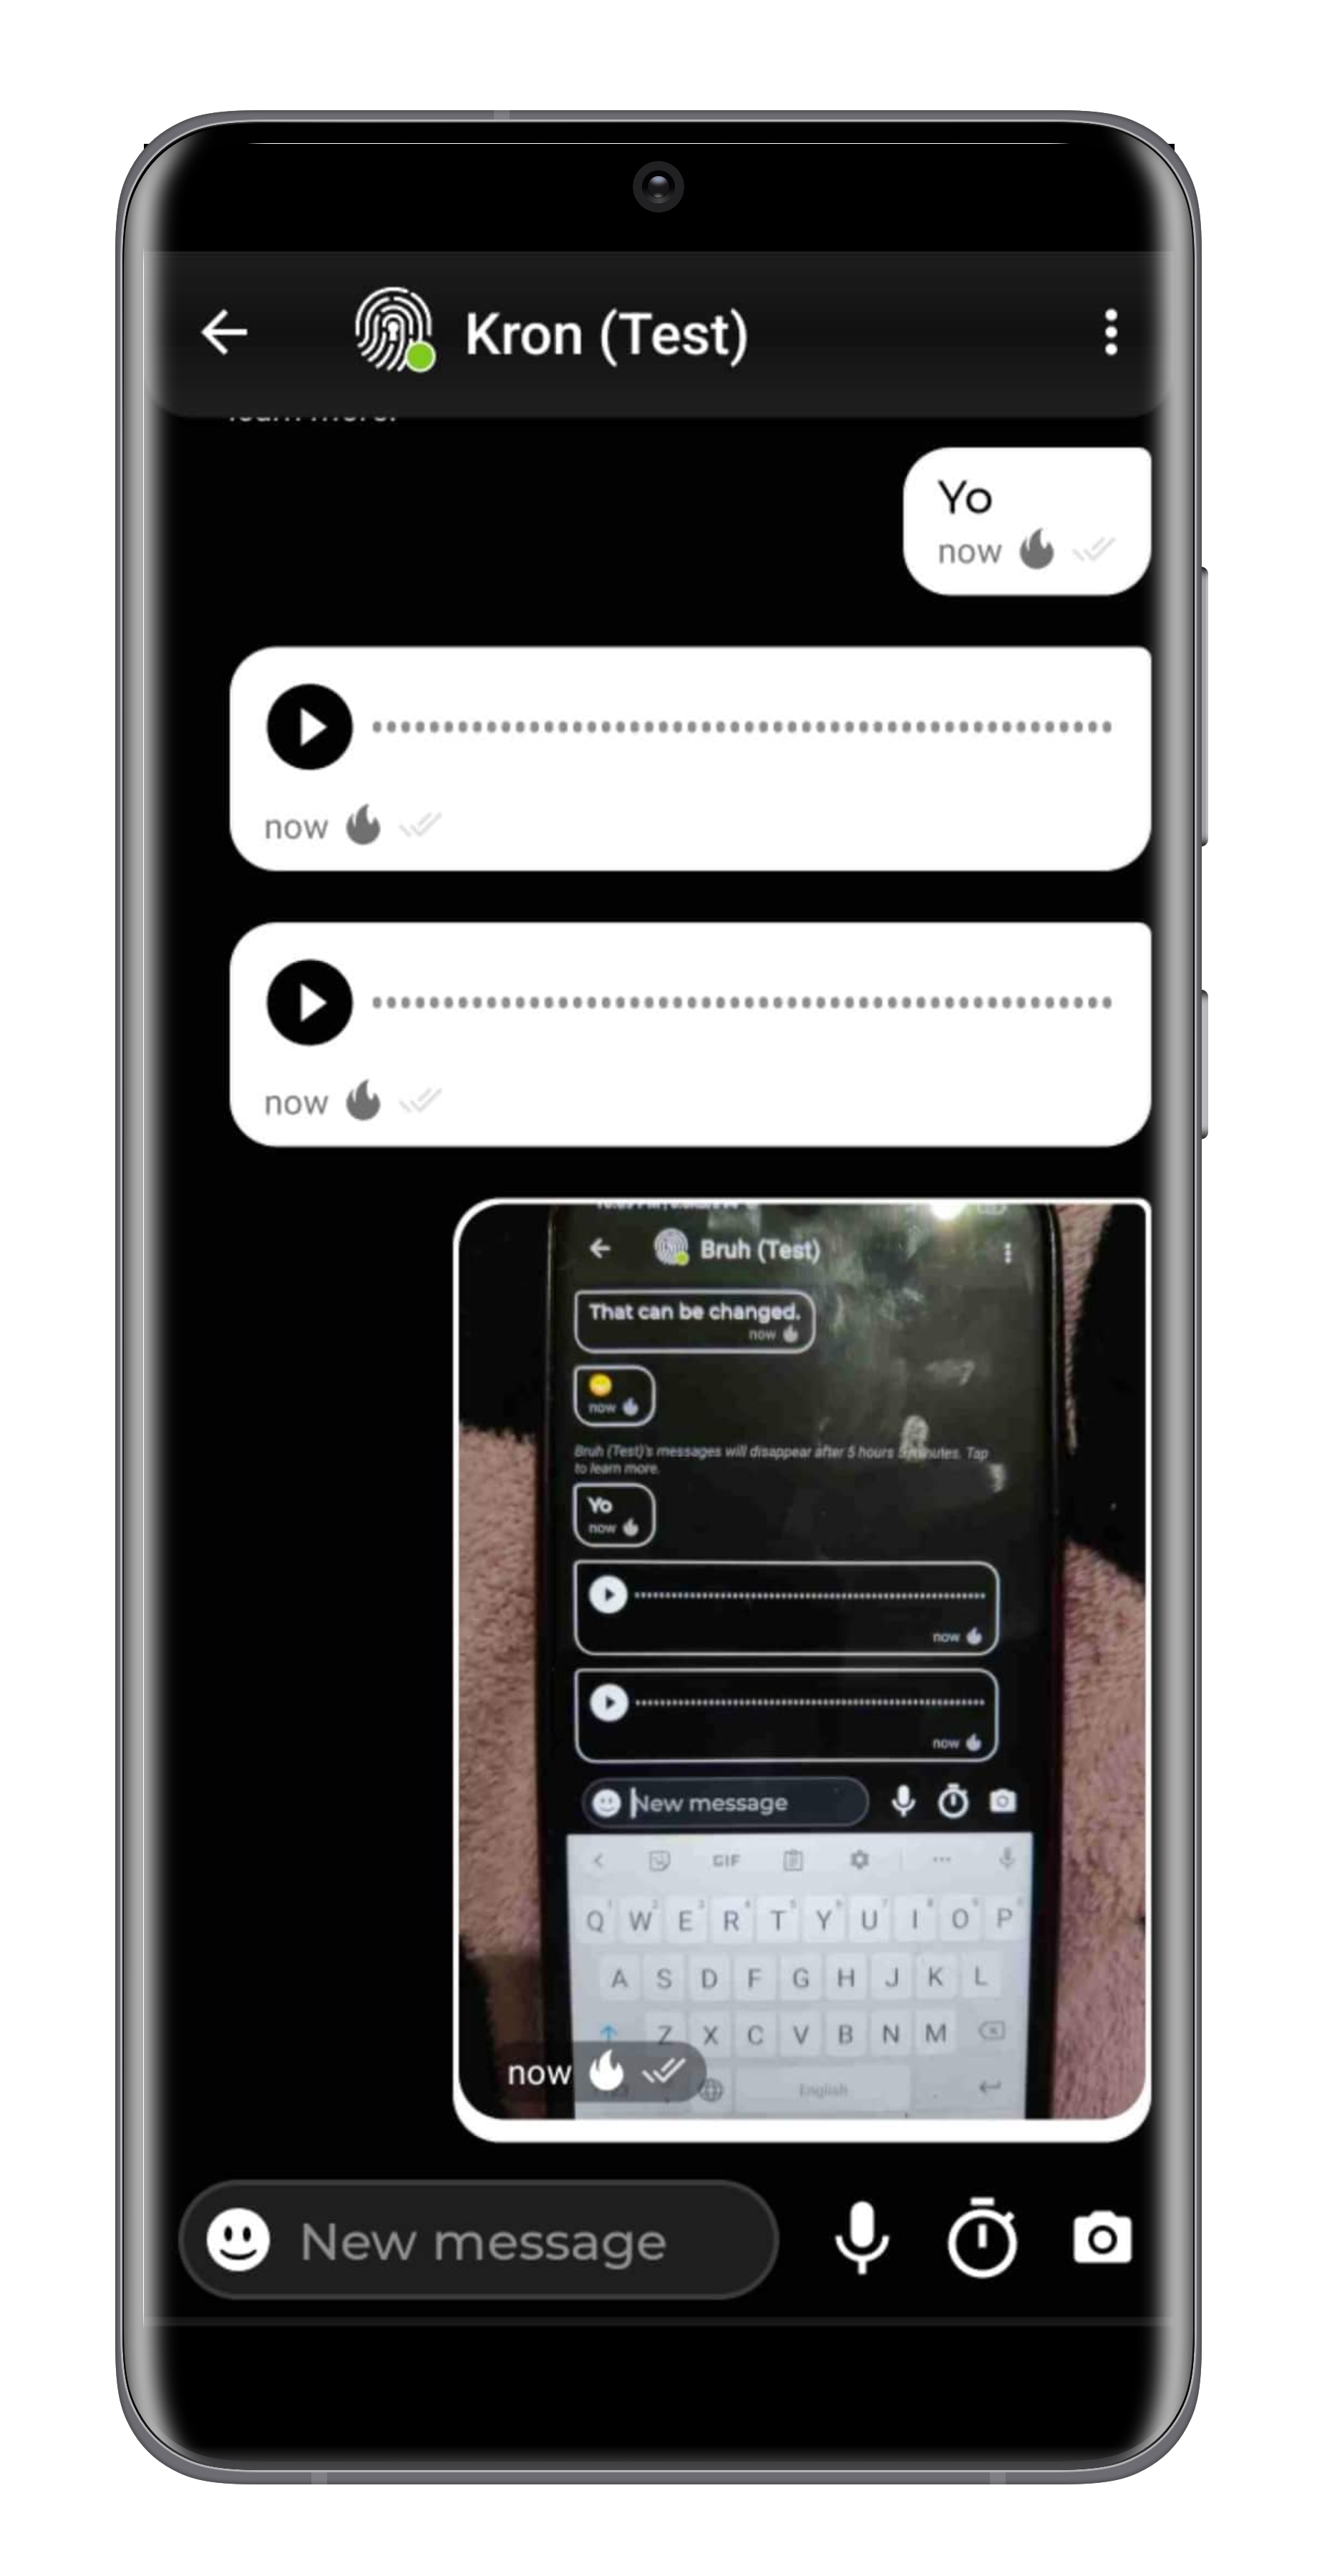 Kron (Test)
learn more.
Yo
now
now
now
Bruh (Test)
That can be changed.
now
now
Bruh (Test)'s messages will disappear after 5 hours 5 minutes. Tap
to learn more.
Yo
now
now
now
New message
GIF
Q W E R T Y U I O P
A S D F G H J K L
Z X C V B N M
English
now
New message